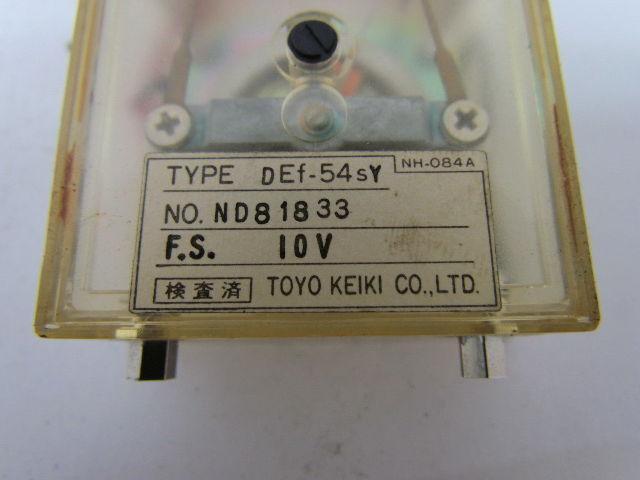 TYPE DEf-54sY NH-084A
NO. ND81833
F.S. 10V
検査済 TOYO KEIKI CO.,LTD.